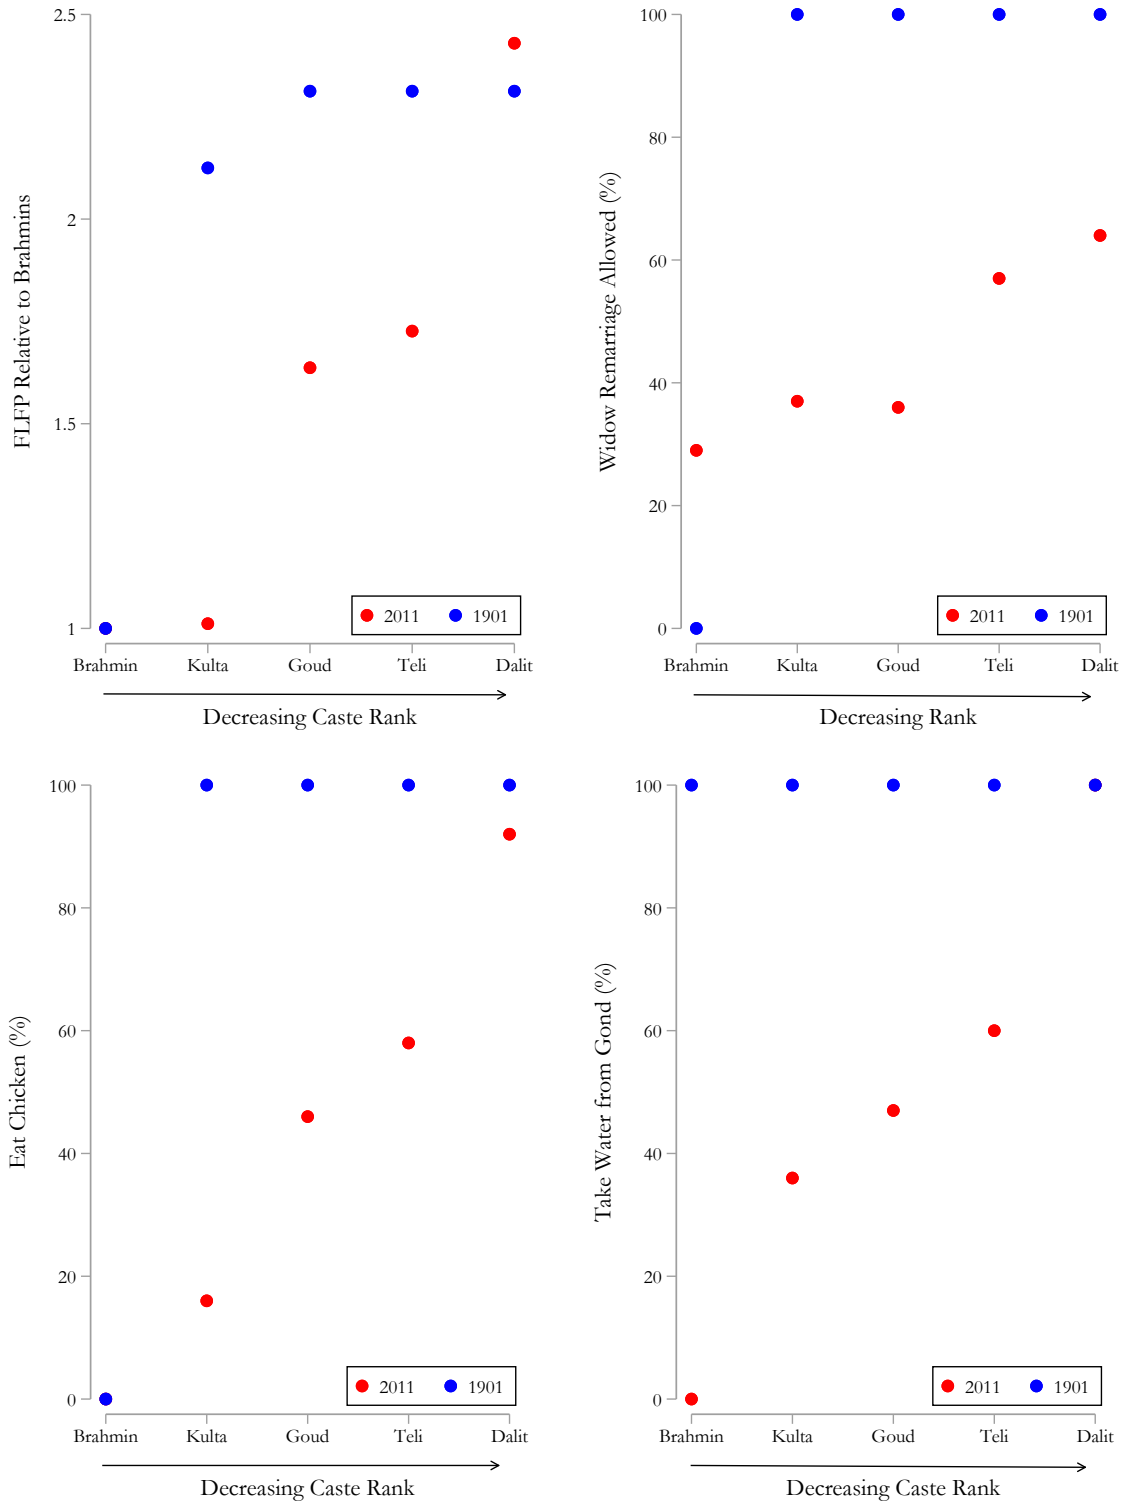 FLFP Relative to Brahmins
2.5
2
1.5
1
2011 1901
Brahmin Kulta Goud Teli Dalit
Decreasing Caste Rank
Widow Remarriage Allowed (%)
100
80
60
40
20
0
2011 1901
Brahmin Kulta Goud Teli Dalit
Decreasing Rank
Eat Chicken (%)
100
80
60
40
20
0
2011 1901
Brahmin Kulta Goud Teli Dalit
Decreasing Caste Rank
Take Water from Gond (%)
100
80
60
40
20
0
2011 1901
Brahmin Kulta Goud Teli Dalit
Decreasing Caste Rank